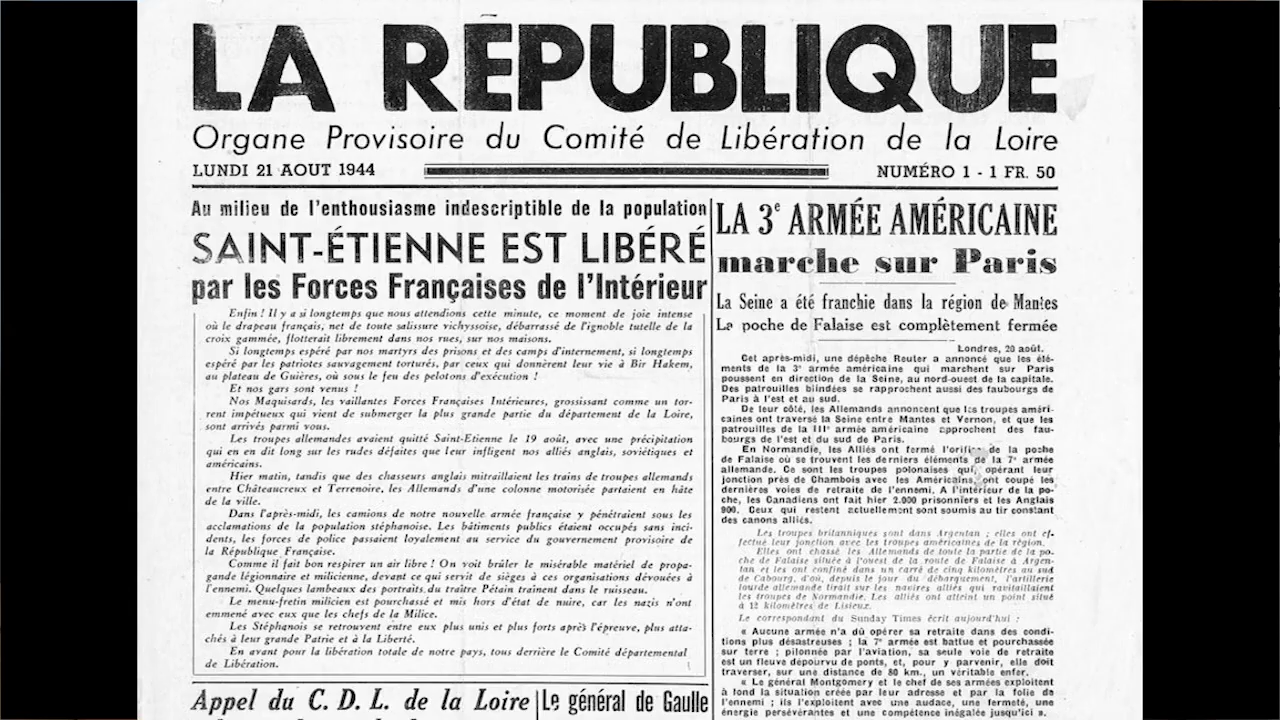 LA RÉPUBLIQUE
Organe Provisoire du Comité de Libération de la Loire
LUNDI 21 AOUT 1944
NUMÉRO 1 - 1 FR. 50
Au milieu de l'enthousiasme indescriptible de la population
SAINT-ÉTIENNE EST LIBÉRÉ
par les Forces Françaises de l'Intérieur
Enfin ! Il y a si longtemps que nous attendions cette minute, ce moment de joie intense
où le drapeau français, net de toute salissure vichyssoise, débarrassé de l'ignoble tutelle de la
croix gammée, flotterait librement dans nos rues, sur nos maisons.
Si longtemps espéré par nos martyrs des prisons et des camps d'internement, si longtemps
espéré par les patriotes sauvagement torturés, par ceux qui donnèrent leur vie à Bir Hakem,
au plateau de Guières, où sous le feu des pelotons d'exécution !
Et nos gars sont venus !
Nos Maquisards, les vaillantes Forces Françaises Intérieures, grossissant comme un tor-
rent impétueux qui vient de submerger la plus grande partie du département de la Loire,
sont arrivés parmi vous.
Les troupes allemandes avaient quitté Saint-Etienne le 19 août, avec une précipitation
qui en en dit long sur les rudes défaites que leur infligent nos alliés anglais, soviétiques et
américains.
Hier matin, tandis que des chasseurs anglais mitraillaient les trains de troupes allemands
entre Châteaucreux et Terrenoire, les Allemands d'une colonne motorisée partaient en hâte
de la ville.
Dans l'après-midi, les camions de notre nouvelle armée française y pénétraient sous les
acclamations de la population stéphanoise. Les bâtiments publics étaient occupés sans inci-
dents, les forces de police passaient loyalement au service du gouvernement provisoire de
la République Française.
Comme il fait bon respirer un air libre ! On voit brûler le misérable matériel de propa-
gande légionnaire et milicienne, devant ce qui servit de sièges à ces organisations dévouées à
l'ennemi. Quelques lambeaux des portraits du traître Pétain traînent dans le ruisseau.
Le menu-fretin milicien est pourchassé et mis hors d'état de nuire, car les nazis n'ont
emmené avec eux que les chefs de la Milice.
Les Stéphanois se retrouvent entre eux plus unis et plus forts après l'épreuve, plus atta-
chés à leur grande Patrie et à la Liberté.
En avant pour la libération totale de notre pays, tous derrière le Comité départemental
de Libération.
Appel du C. D. L. de la Loire
Le général de Gaulle
LA 3e ARMÉE AMÉRICAINE
marche sur Paris
La Seine a été franchie dans la région de Mantes
La poche de Falaise est complètement fermée
Londres, 20 août.
Cet après-midi, une dépêche Reuter a annoncé que les élé-
ments de la 3e armée américaine qui marchent sur Paris
poussent en direction de la Seine, au nord-ouest de la capitale.
Des patrouilles blindées se rapprochent aussi des faubourgs de
Paris à l'est et au sud.
De leur côté, les Allemands annoncent que les troupes améri-
caines ont traversé la Seine entre Mantes et Vernon, et que les
patrouilles de la IIIe armée américaine approchent des fau-
bourgs de l'est et du sud de Paris.
En Normandie, les Alliés ont fermé l'orifice de la poche
de Falaise où se trouvent les derniers éléments de la 7e armée
allemande. Ce sont les troupes polonaises qui, opérant leur
jonction près de Chambois avec les Américains, ont coupé les
dernières voies de retraite de l'ennemi. A l'intérieur de la po-
che, les Canadiens ont fait hier 2.000 prisonniers et les Anglais
900. Ceux qui restent actuellement sont soumis au tir constant
des canons alliés.
Les troupes britanniques sont dans Argentan ; elles ont ef-
fectué leur jonction avec les troupes américaines de la région.
Elles ont chassé les Allemands de toute la partie de la po-
che de Falaise située à l'ouest de la route de Falaise à Argen-
tan et les ont confiné dans un carré de cinq kilomètres au sud
de Cabourg, d'où, depuis le jour du débarquement, l'artillerie
lourde allemande tirait sur les navires alliés qui ravitaillaient
les troupes de Normandie. Les alliés ont atteint un point situé
à 12 kilomètres de Lisieux.
Le correspondant du Sunday Times écrit aujourd'hui :
« Aucune armée n'a dû opérer sa retraite dans des condi-
tions plus désastreuses ; la 7e armée est battue et pourchassée
sur terre ; pilonnée par l'aviation, sa seule voie de retraite
est un fleuve dépourvu de ponts, et, pour y parvenir, elle doit
traverser, sur une distance de 80 km., un véritable enfer.
« Le général Montgomery et le chef de ses armées exploitent
à fond la situation créée par leur adresse et par la folie de
l'ennemi ; ils l'exploitent avec une audace, une fermeté, une
énergie persévérantes et une compétence inégalée jusqu'ici ».